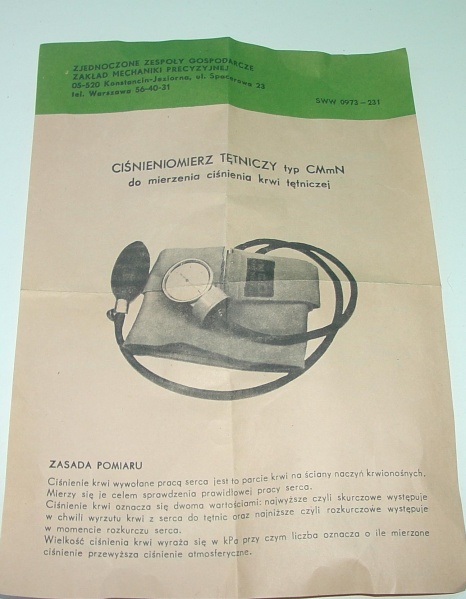 ZJEDNOCZONE ZESPOŁY GOSPODARCZE
ZAKŁAD MECHANIKI PRECYZYJNEJ
05-520 Konstancin-Jeziorna, ul. Spacerowa 23
tel. Warszawa 56-40-31
SWW 0973-231
CIŚNIENIOMIERZ TĘTNICZY typ CMmN
do mierzenia ciśnienia krwi tętniczej
ZASADA POMIARU
Ciśnienie krwi wywołane pracą serca jest to parcie krwi na ściany naczyń krwionośnych.
Mierzy się je celem sprawdzenia prawidłowej pracy serca.
Ciśnienie krwi oznacza się dwoma wartościami: najwyższe czyli skurczowe występuje
w chwili wyrzutu krwi z serca do tętnic oraz najniższe czyli rozkurczowe występuje
w momencie rozkurczu serca.
Wielkość ciśnienia krwi wyraża się w kPa przy czym liczba oznacza o ile mierzone
ciśnienie przewyższa ciśnienie atmosferyczne.